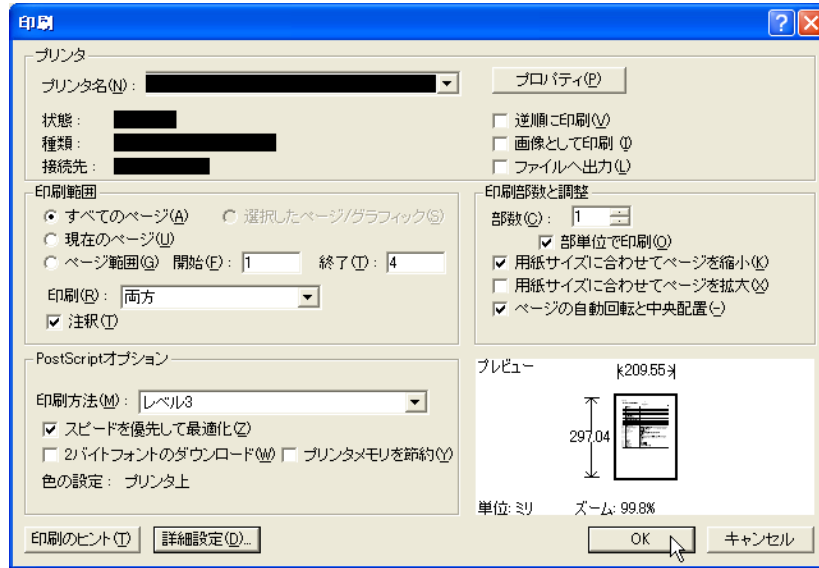 印刷
プリンタ
プリンタ名(N):
プロパティ(P)
状態:
種類:
接続先:
逆順に印刷(V)
画像として印刷 (I)
ファイルへ出力(L)
印刷範囲
すべてのページ(A) 選択したページ/グラフィック(S)
現在のページ(U)
ページ範囲(G) 開始(F): 1 終了(T): 4
印刷(R): 両方
注釈(T)
印刷部数と調整
部数(C): 1
部単位で印刷(O)
用紙サイズに合わせてページを縮小(K)
用紙サイズに合わせてページを拡大(X)
ページの自動回転と中央配置(-)
PostScriptオプション
印刷方法(M): レベル3
スピードを優先して最適化(Z)
2バイトフォントのダウンロード(W) プリンタメモリを節約(Y)
色の設定: プリンタ上
プレビュー
209.55
297.04
単位: ミリ ズーム: 99.8%
印刷のヒント(T) 詳細設定(D)... OK キャンセル